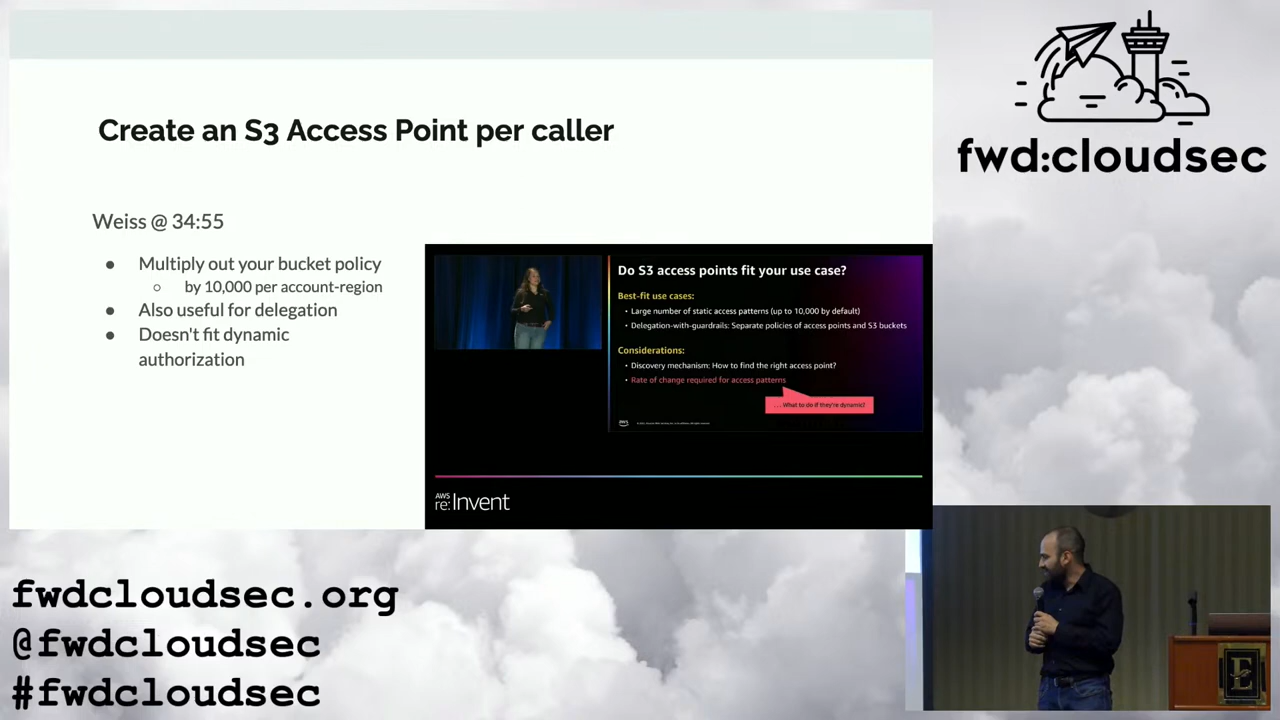 Create an S3 Access Point per caller
Weiss @ 34:55
● Multiply out your bucket policy
○ by 10,000 per account-region
● Also useful for delegation
● Doesn't fit dynamic
authorization
Do S3 access points fit your use case?
Best-fit use cases:
• Large number of static access patterns (up to 10,000 by default)
• Delegation-with-guardrails: Separate policies of access points and S3 buckets
Considerations:
• Discovery mechanism: How to find the right access point?
• Rate of change required for access patterns
... What to do if they're dynamic?
aws
AWS
re:Invent
fwd:cloudsec
fwdcloudsec.org
@fwdcloudsec
#fwdcloudsec
E